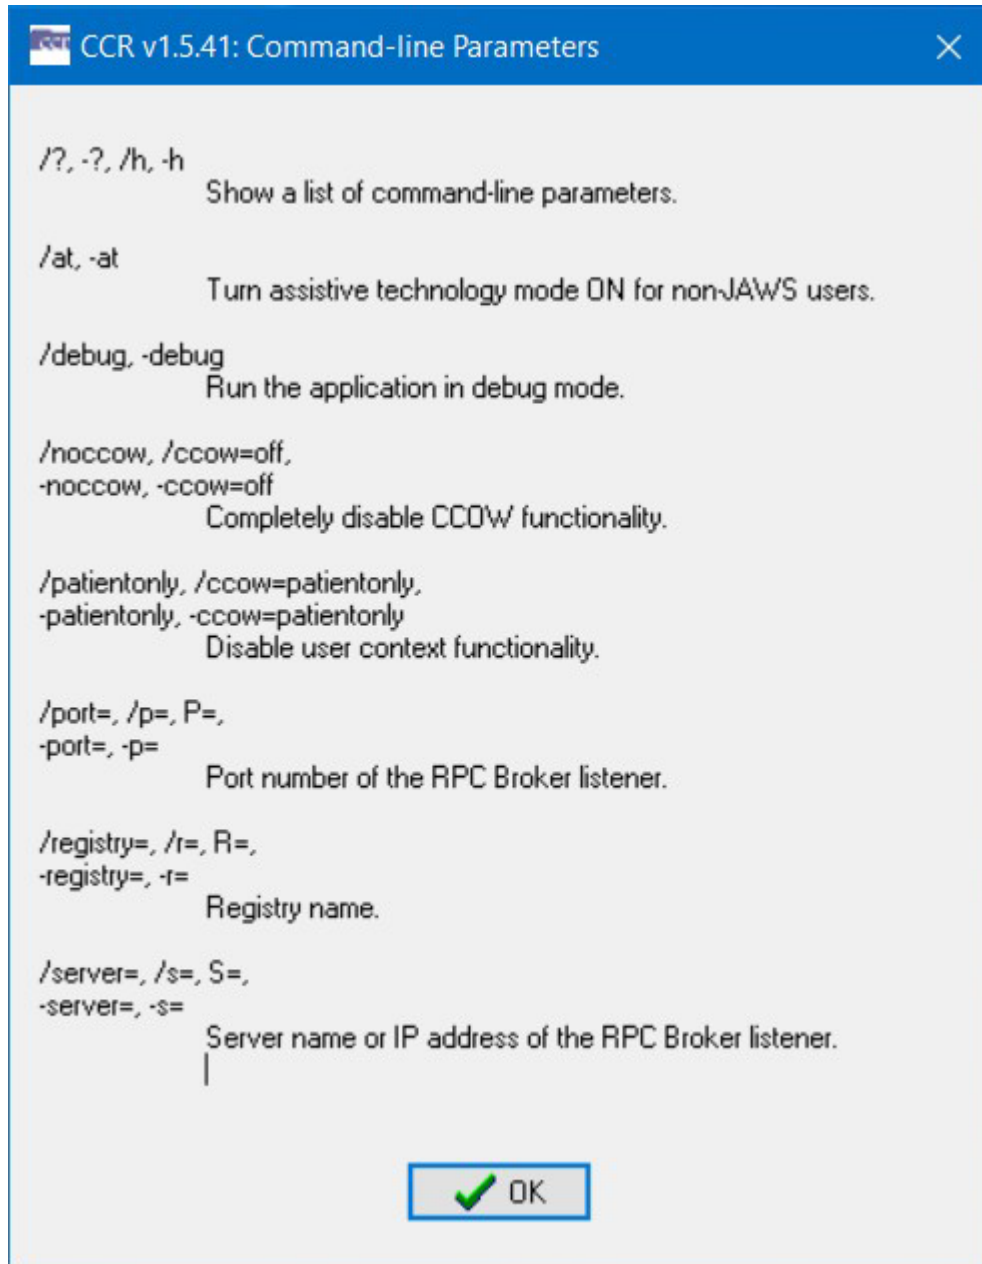 CCR v1.5.41: Command-line Parameters
/?, -?, /h, -h
Show a list of command-line parameters.
/at, -at
Turn assistive technology mode ON for non-JAWS users.
/debug, -debug
Run the application in debug mode.
/noccow, /ccow=off,
-noccow, -ccow=off
Completely disable CCOW functionality.
/patientonly, /ccow=patientonly,
-patientonly, -ccow=patientonly
Disable user context functionality.
/port=, /p=, P=,
-port=, -p=
Port number of the RPC Broker listener.
/registry=, /r=, R=,
-registry=, -r=
Registry name.
/server=, /s=, S=,
-server=, -s=
Server name or IP address of the RPC Broker listener.
OK